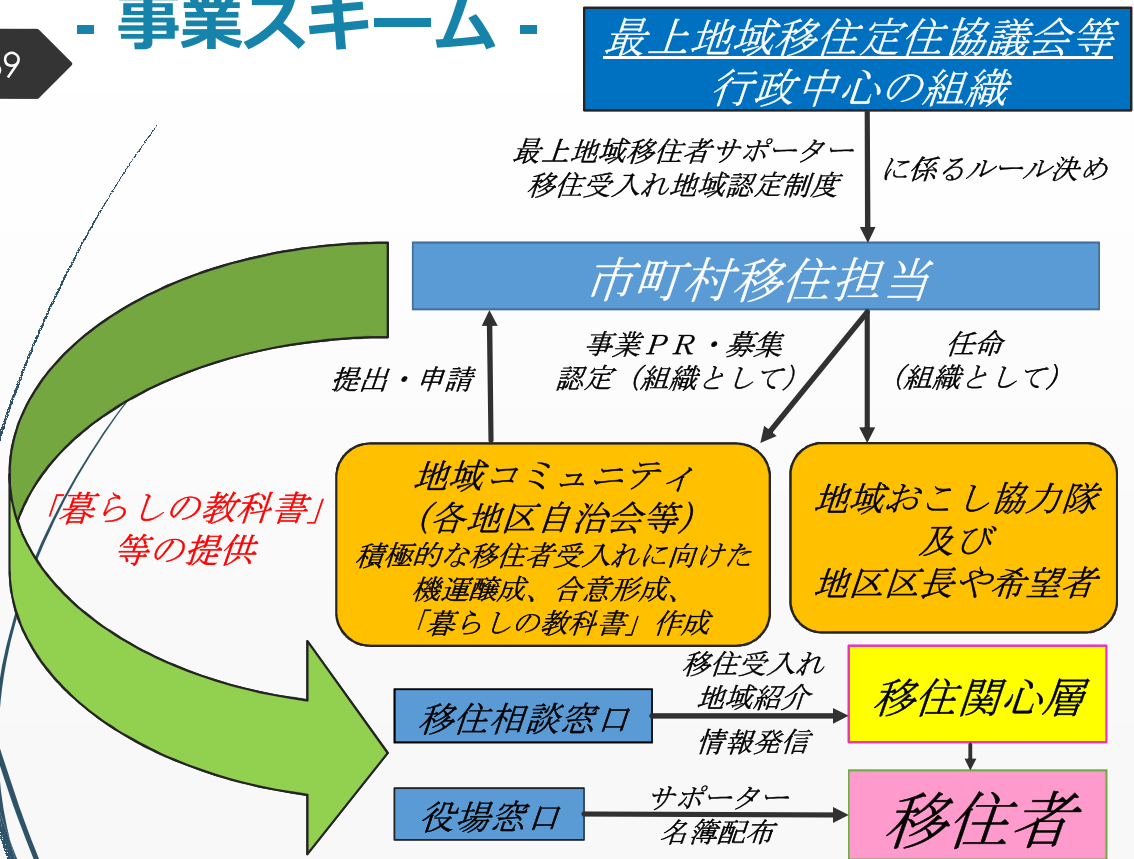 - 事業スキーム -
9
最上地域移住定住協議会等
行政中心の組織
最上地域移住者サポーター
移住受入れ地域認定制度
に係るルール決め
市町村移住担当
提出・申請
事業ＰＲ・募集
認定（組織として）
任命
（組織として）
「暮らしの教科書」
等の提供
地域コミュニティ
（各地区自治会等）
積極的な移住者受入れに向けた
機運醸成、合意形成、
「暮らしの教科書」作成
地域おこし協力隊
及び
地区区長や希望者
移住相談窓口
移住受入れ
地域紹介
情報発信
移住関心層
役場窓口
サポーター
名簿配布
移住者